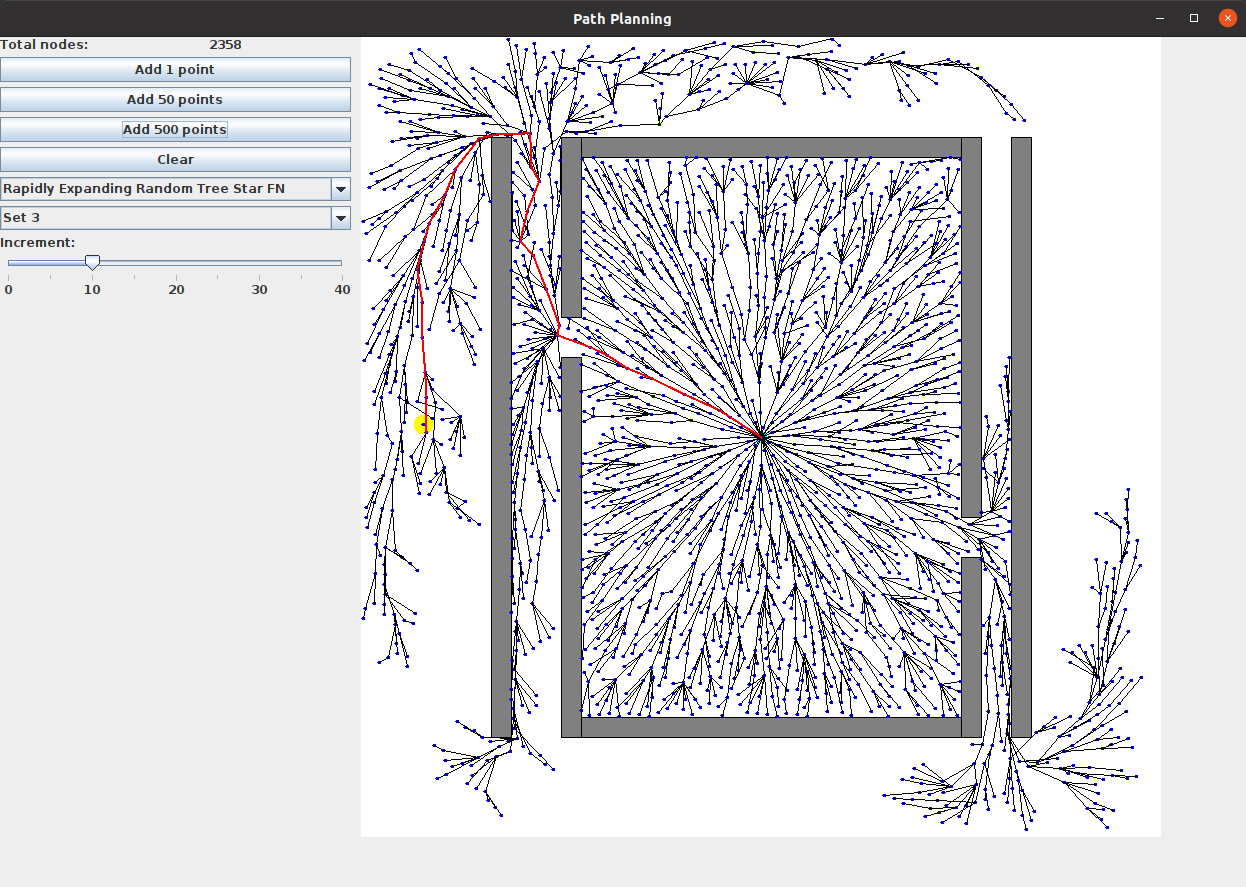 Path Planning
Total nodes: 2358
Add 1 point
Add 50 points
Add 500 points
Clear
Rapidly Expanding Random Tree Star FN
Set 3
Increment:
0 10 20 30 40